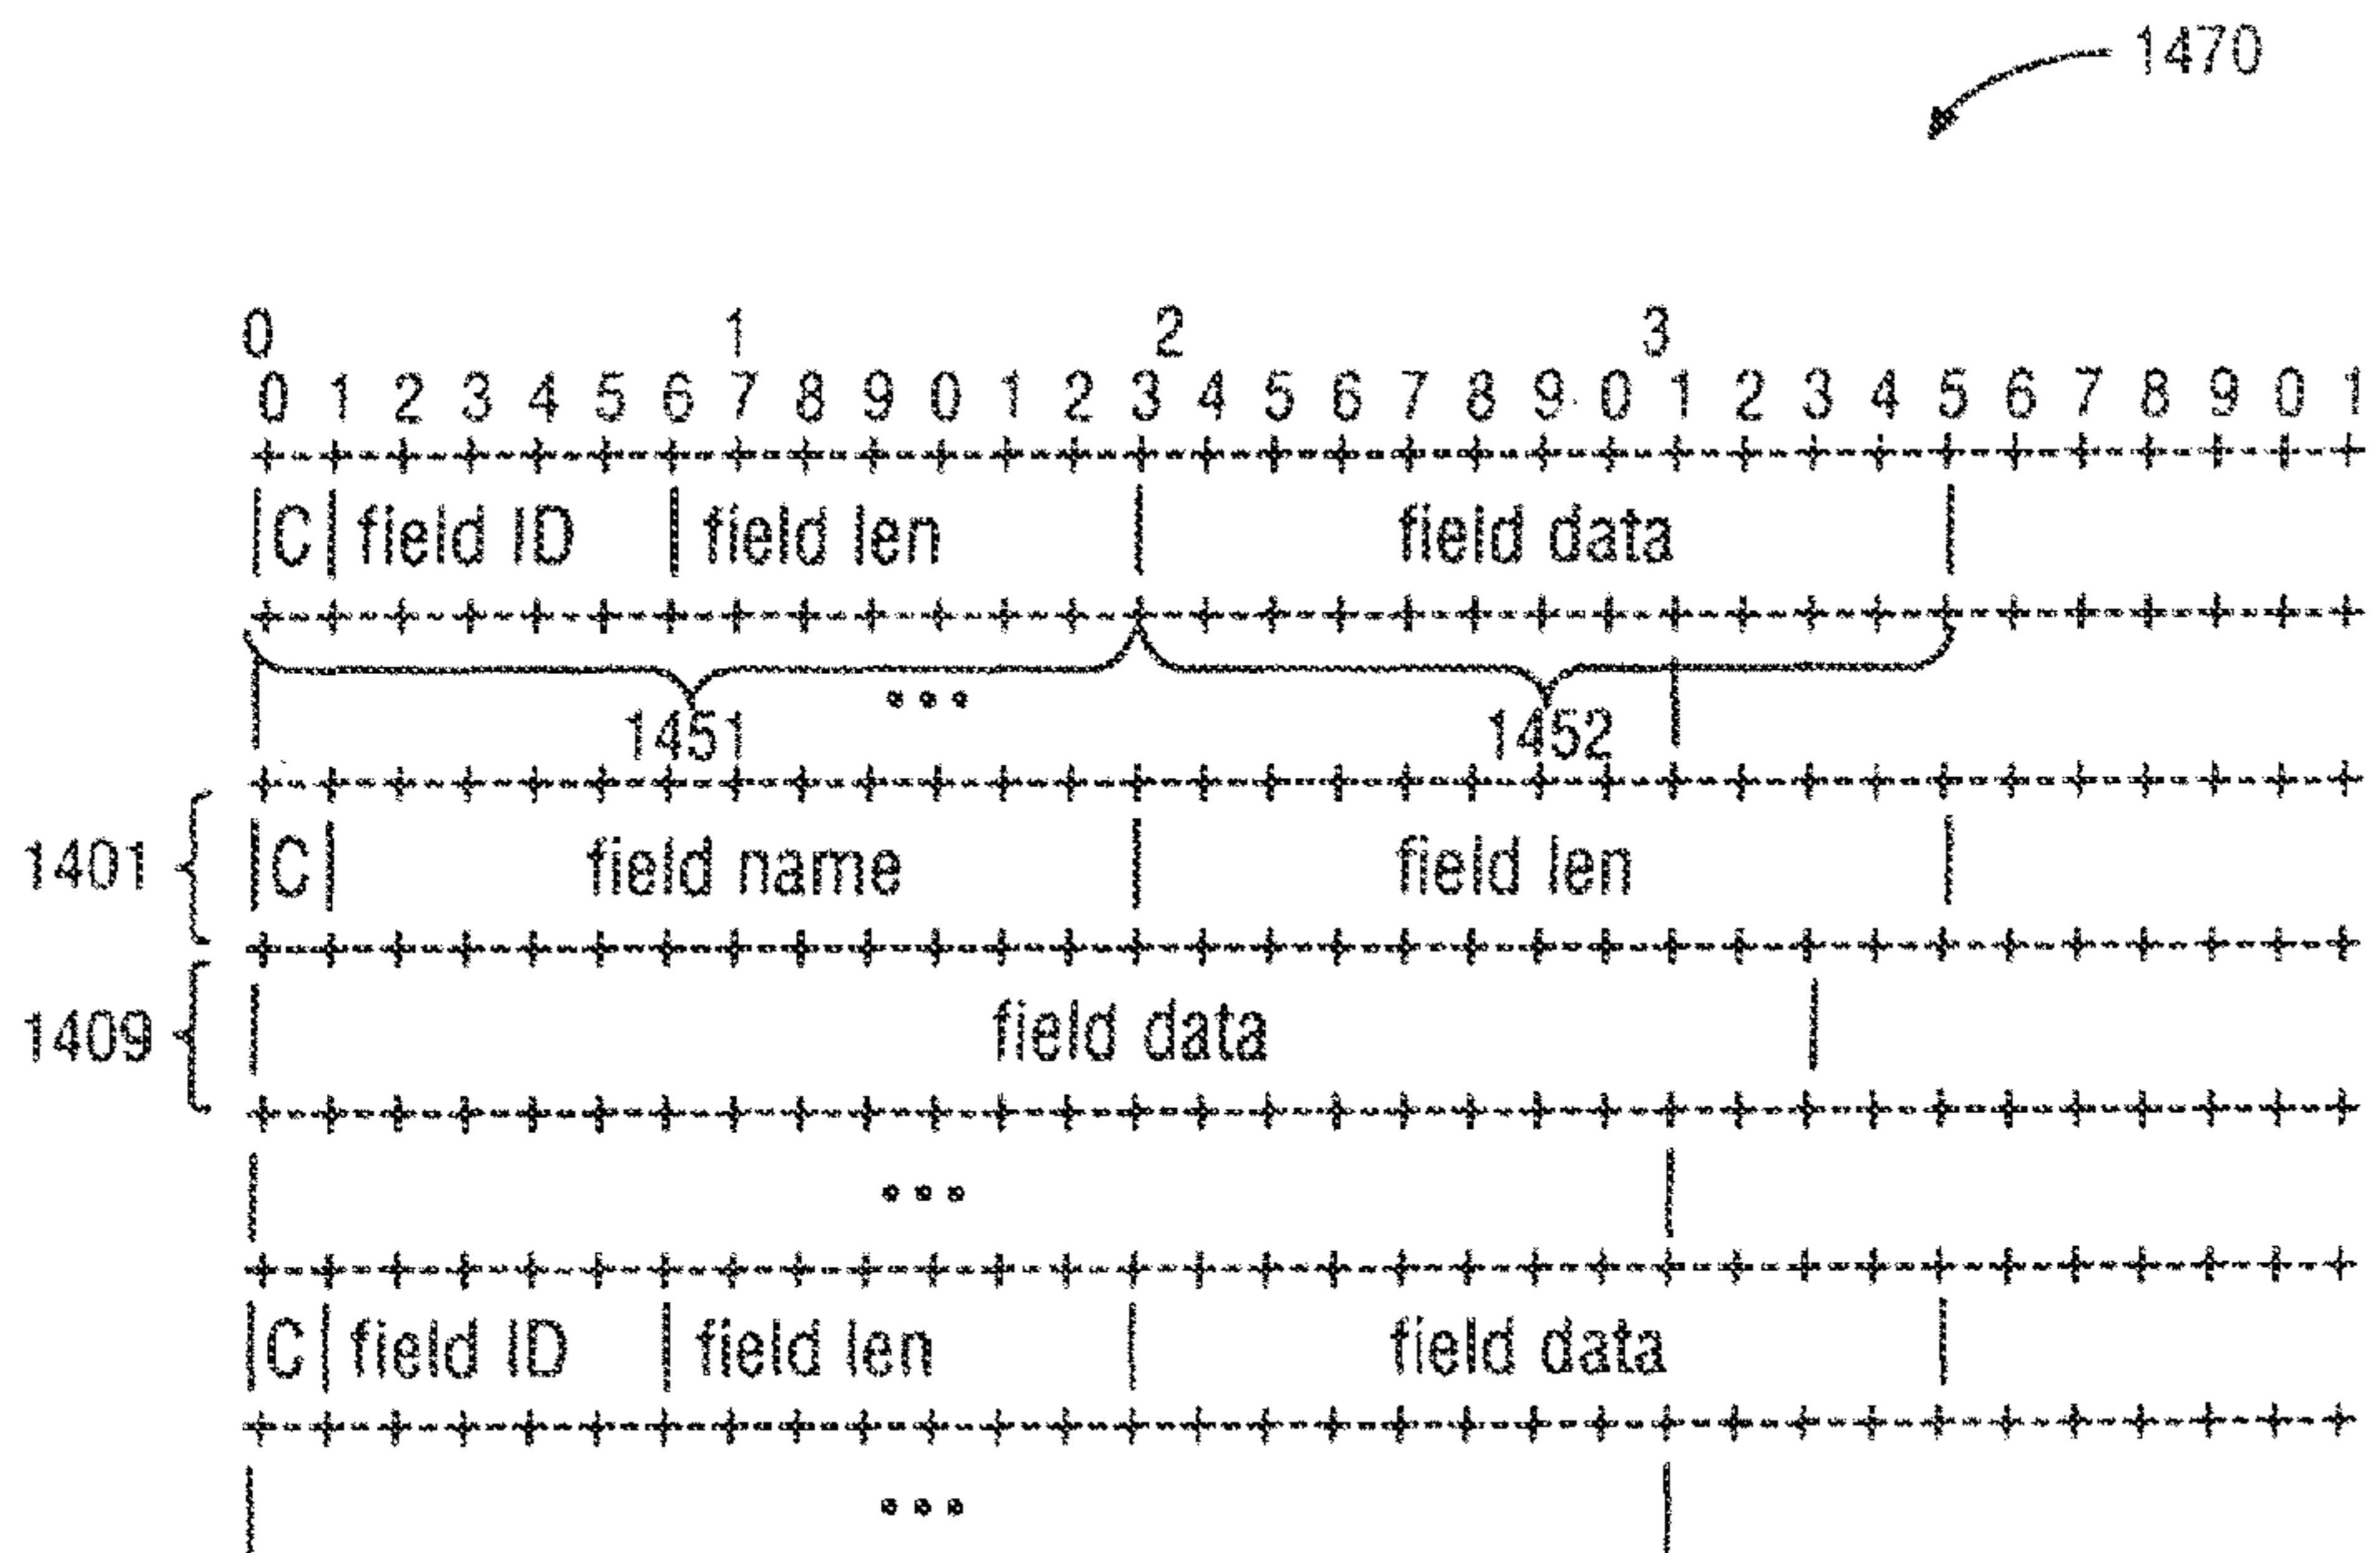 1470
0 1 2 3
0 1 2 3 4 5 6 7 8 9 0 1 2 3 4 5 6 7 8 9 0 1 2 3 4 5 6 7 8 9 0 1
|C| field ID | field len | field data |
...
1451 1452
1401 |C| field name | field len |
1409 | field data |
| ... |
|C| field ID | field len | field data |
| ... |